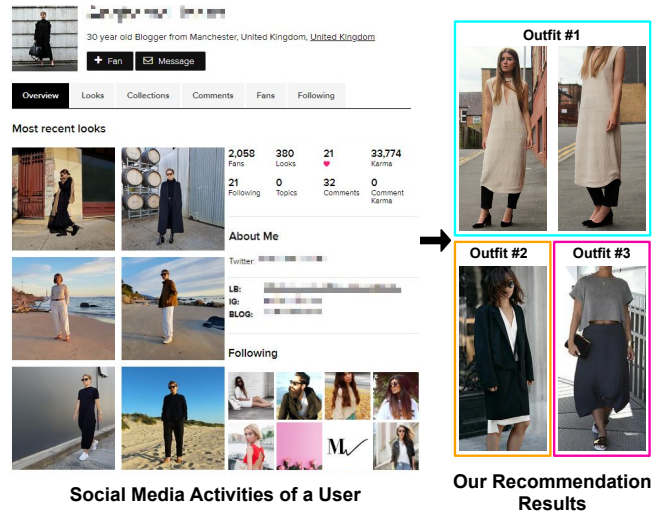 30 year old Blogger from Manchester, United Kingdom, United Kingdom
+ Fan
Message
Overview Looks Collections Comments Fans Following
Most recent looks
2,058 380 21 33,774
Fans Looks Karma
21 0 32 0
Following Topics Comments Comment
Karma
About Me
Twitter:
LB:
IG:
BLOG:
Following
M
Social Media Activities of a User
Outfit #1
Outfit #2
Outfit #3
Our Recommendation
Results